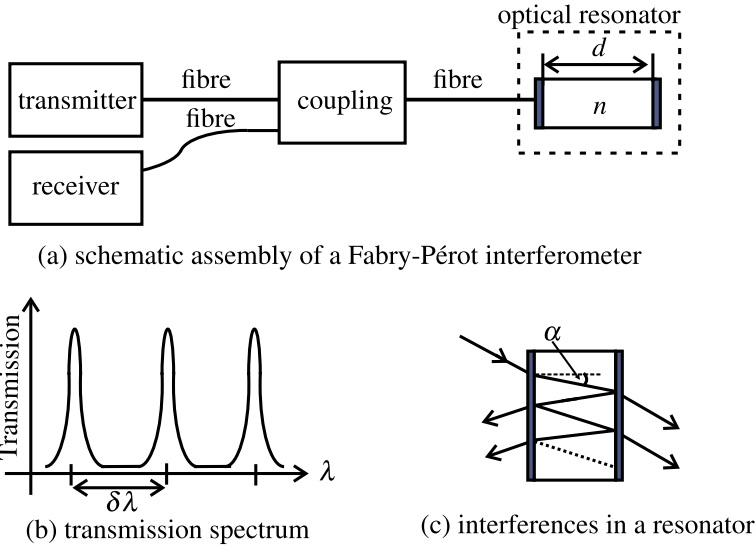 optical resonator
d
fibre
fibre
transmitter
coupling
n
fibre
receiver
(a) schematic assembly of a Fabry-Pérot interferometer
Transmission
λ
δλ
(b) transmission spectrum
α
(c) interferences in a resonator